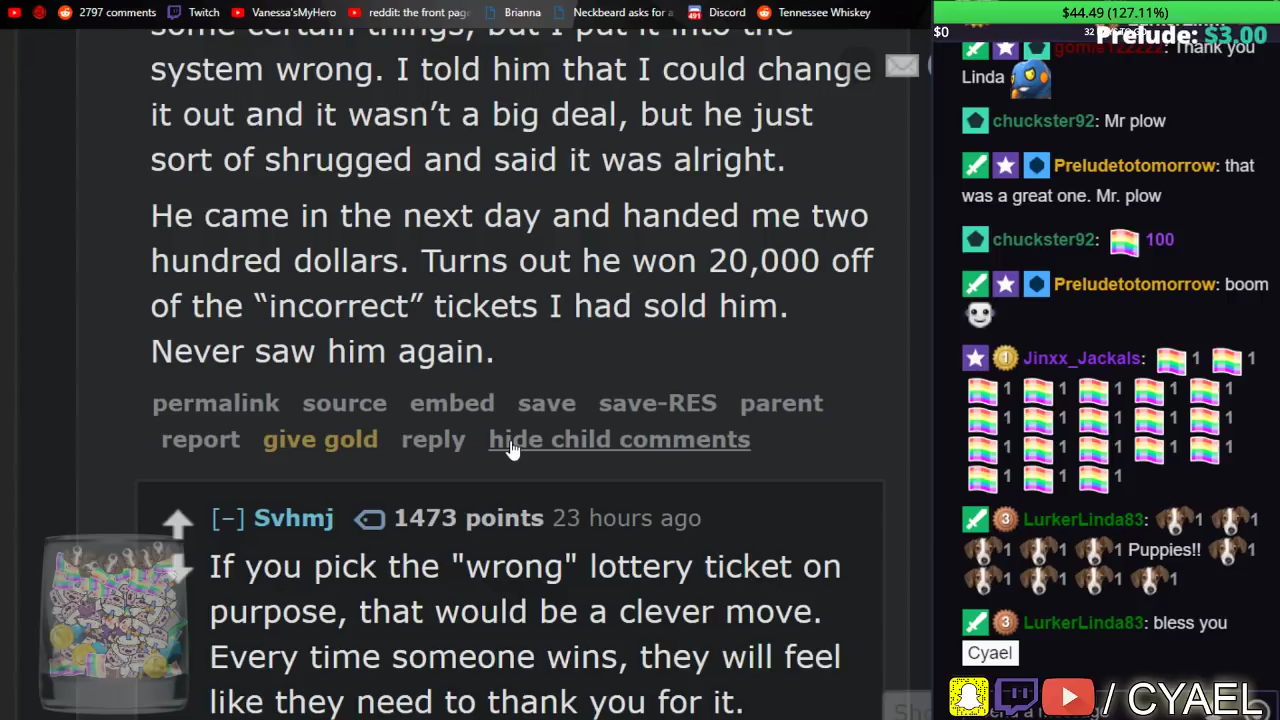 2797 comments Twitch Vanessa'sMyHero reddit: the front pag Brianna Neckbeard asks for a Discord Tennessee Whiskey
some certain things, but I put it into the
system wrong. I told him that I could change
it out and it wasn’t a big deal, but he just
sort of shrugged and said it was alright.
He came in the next day and handed me two
hundred dollars. Turns out he won 20,000 off
of the “incorrect” tickets I had sold him.
Never saw him again.
permalink source embed save save-RES parent
report give gold reply hide child comments
[–] Svhmj 1473 points 23 hours ago
If you pick the "wrong" lottery ticket on
purpose, that would be a clever move.
Every time someone wins, they will feel
like they need to thank you for it.
$44.49 (127.11%)
$0
Prelude: $3.00
Thank you
Linda
chuckster92: Mr plow
Preludetotomorrow: that
was a great one. Mr. plow
chuckster92: 100
Preludetotomorrow: boom
Jinxx_Jackals: 1 1
1 1 1 1 1
1 1 1 1 1
1 1 1 1 1
1 1 1
3 LurkerLinda83: 1 1
1 1 1 Puppies!! 1
1 1 1 1
3 LurkerLinda83: bless you
Cyael
/ CYAEL